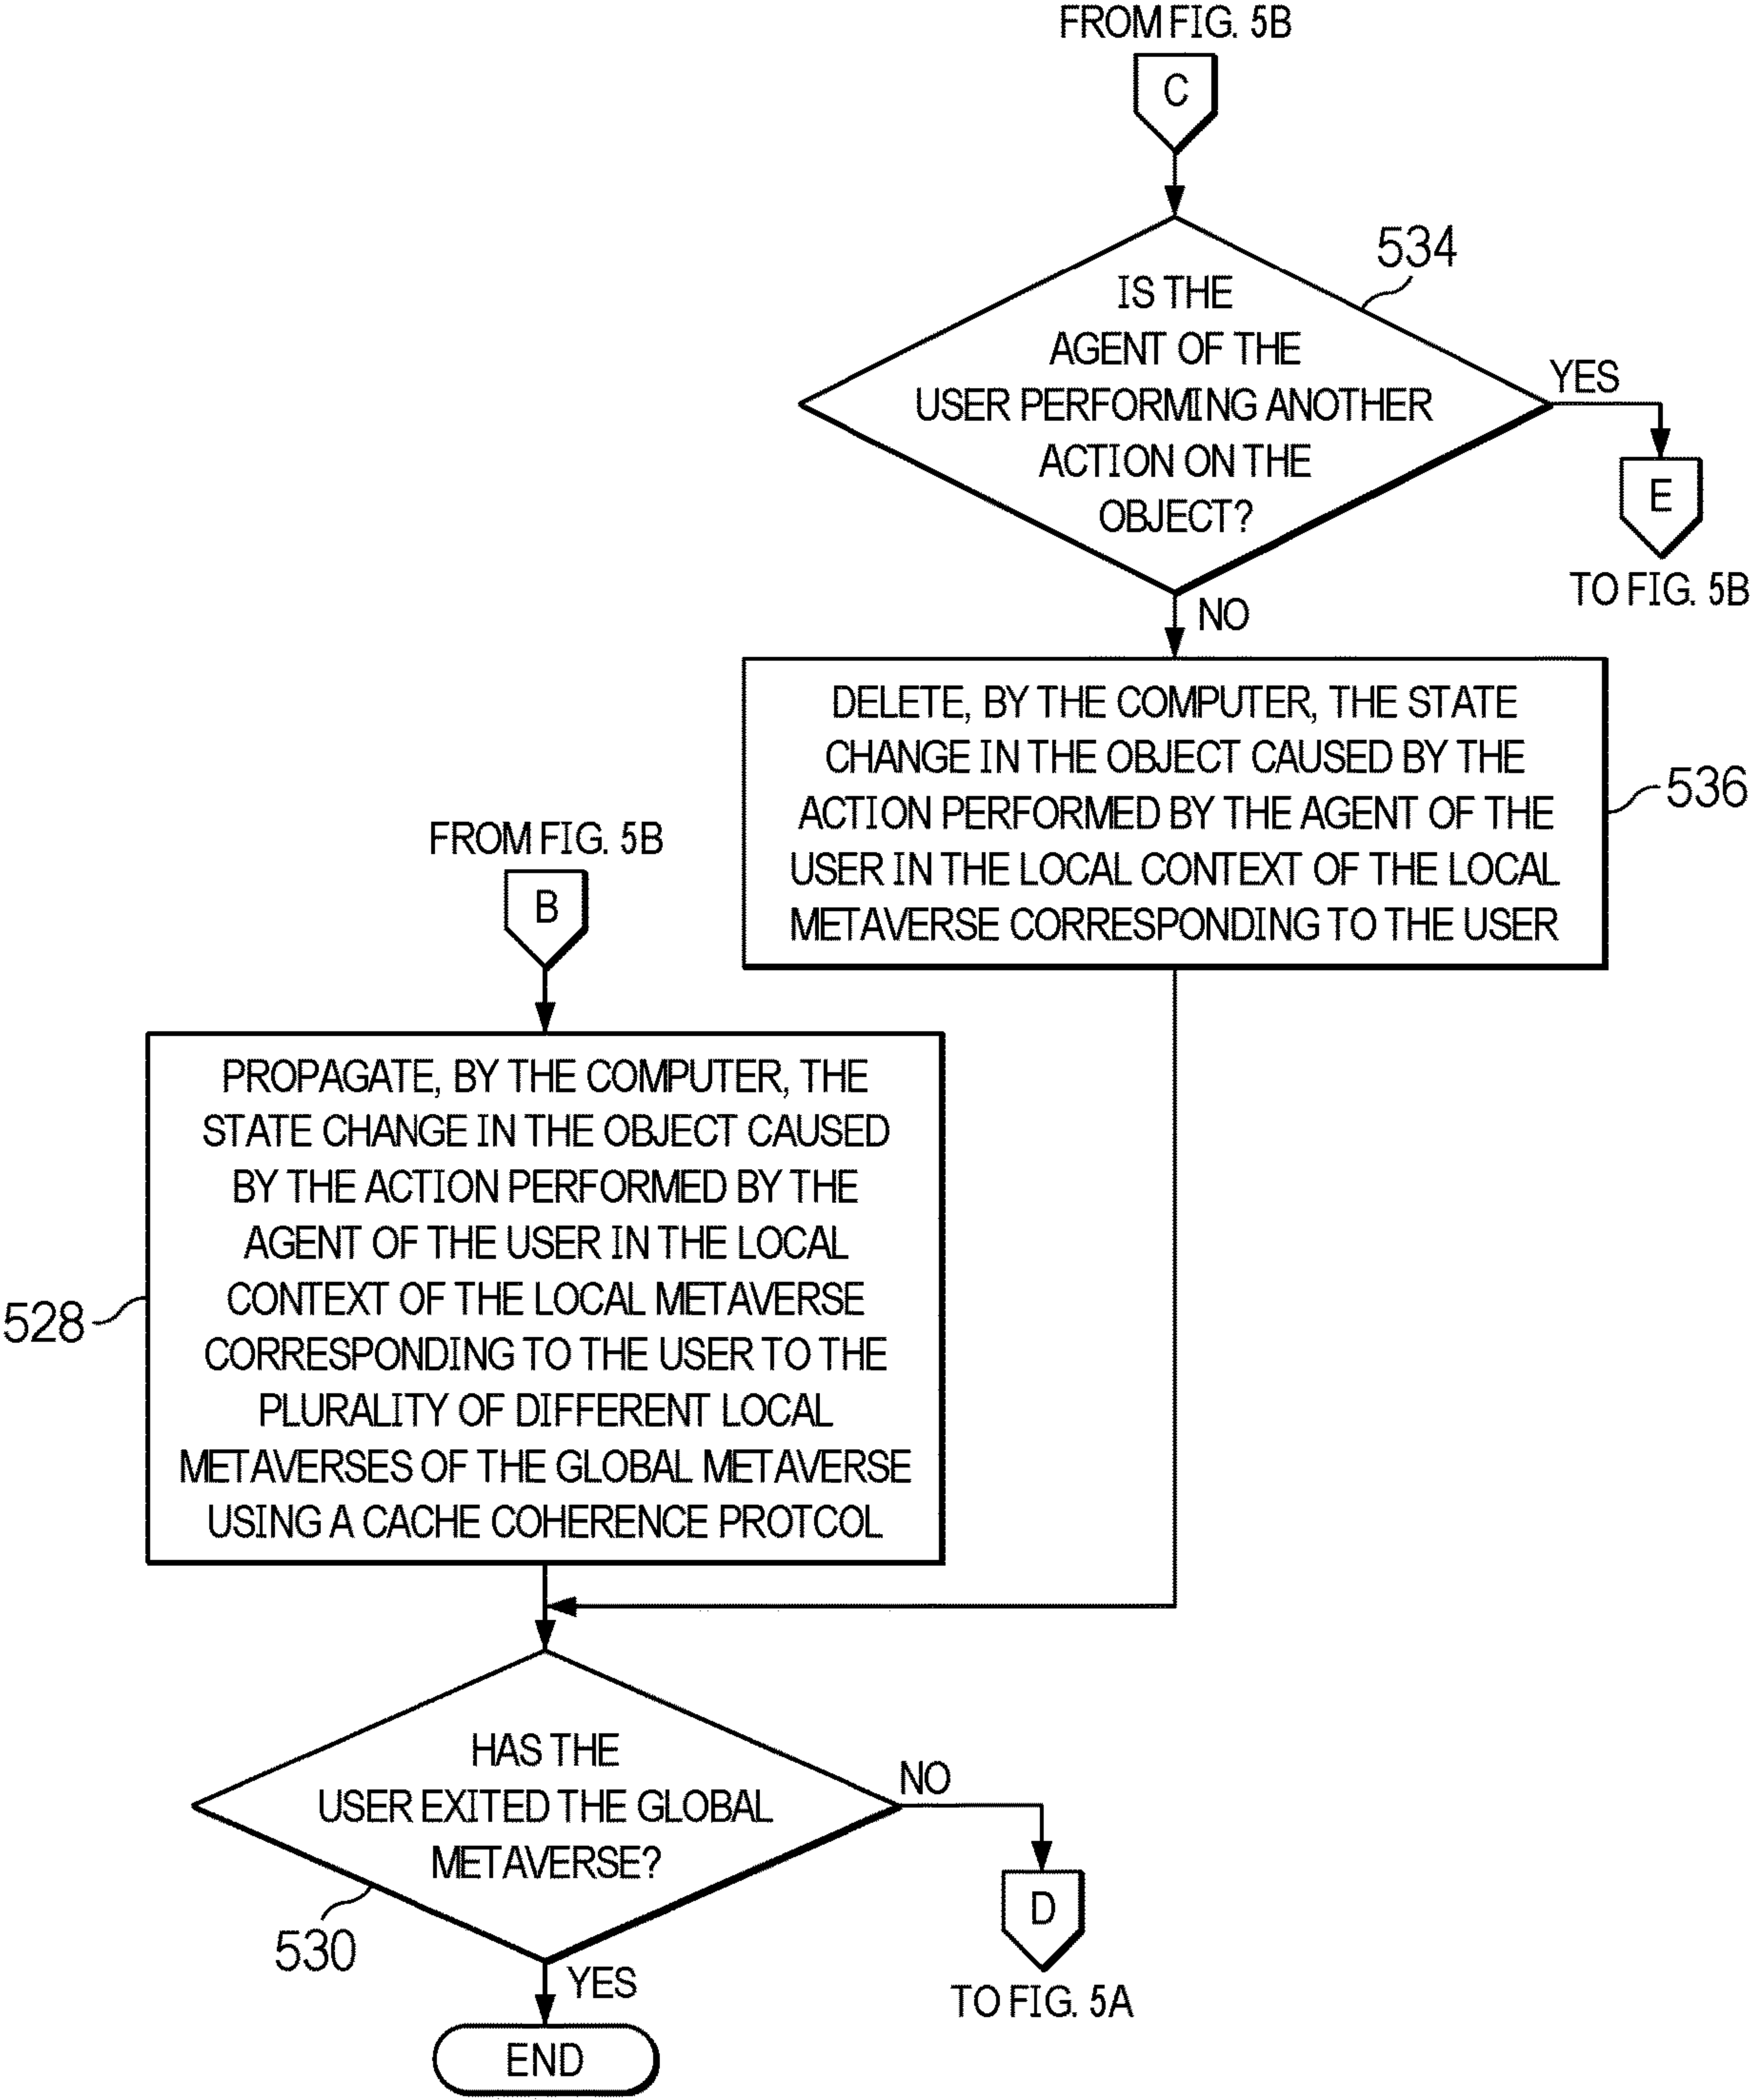 FROM FIG. 5B
C
534
IS THE
AGENT OF THE
USER PERFORMING ANOTHER
ACTION ON THE
OBJECT?
YES
E
TO FIG. 5B
NO
DELETE, BY THE COMPUTER, THE STATE
CHANGE IN THE OBJECT CAUSED BY THE
ACTION PERFORMED BY THE AGENT OF THE
USER IN THE LOCAL CONTEXT OF THE LOCAL
METAVERSE CORRESPONDING TO THE USER
536
FROM FIG. 5B
B
PROPAGATE, BY THE COMPUTER, THE
STATE CHANGE IN THE OBJECT CAUSED
BY THE ACTION PERFORMED BY THE
AGENT OF THE USER IN THE LOCAL
CONTEXT OF THE LOCAL METAVERSE
CORRESPONDING TO THE USER TO THE
PLURALITY OF DIFFERENT LOCAL
METAVERSES OF THE GLOBAL METAVERSE
USING A CACHE COHERENCE PROTCOL
528
HAS THE
USER EXITED THE GLOBAL
METAVERSE?
530
NO
D
TO FIG. 5A
YES
END